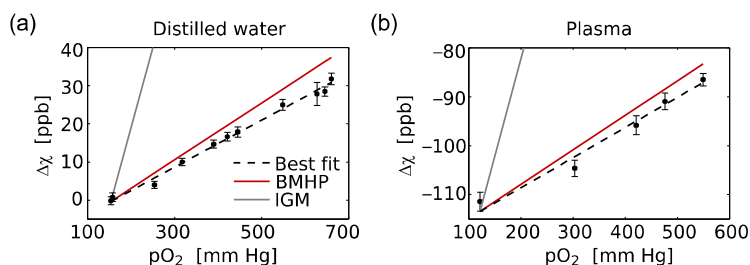 (a) Distilled water
40
30
20
10
0
Δχ [ppb]
Best fit
BMHP
IGM
100 300 500 700
pO₂ [mm Hg]
(b) Plasma
−80
−90
−100
−110
Δχ [ppb]
100 200 300 400 500 600
pO₂ [mm Hg]